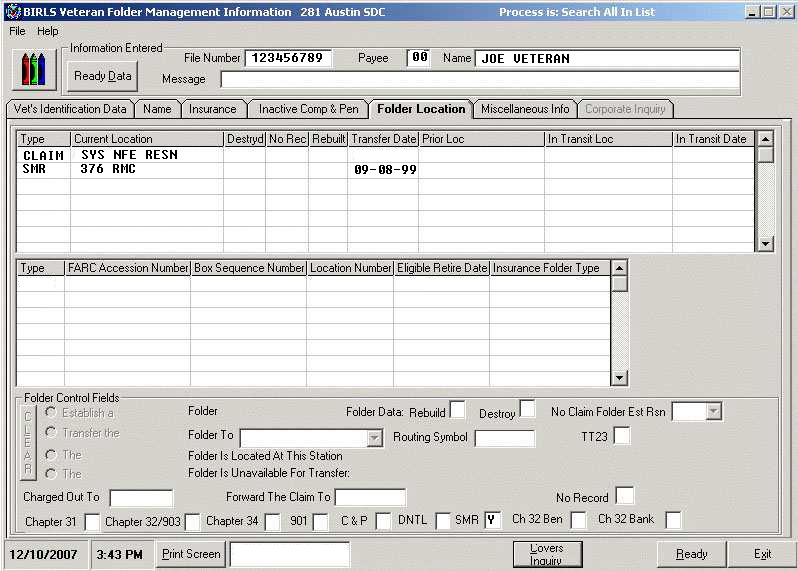 BIRLS Veteran Folder Management Information 281 Austin SDC Process is: Search All In List
File Help
Information Entered
File Number 123456789 Payee 00 Name JOE VETERAN
Ready Data
Message
Vet's Identification Data Name Insurance Inactive Comp & Pen Folder Location Miscellaneous Info Corporate Inquiry
Type Current Location Destryd No Rec Rebuilt Transfer Date Prior Loc In Transit Loc In Transit Date
CLAIM SYS NFE RESN
SMR 376 RMC 09-08-99
Type FARC Accession Number Box Sequence Number Location Number Eligible Retire Date Insurance Folder Type
Folder Control Fields
CLEAR
Establish a Folder Folder Data: Rebuild Destroy No Claim Folder Est Rsn
Transfer the Folder To Routing Symbol TT23
The Folder Is Located At This Station
The Folder Is Unavailable For Transfer:
Charged Out To Forward The Claim To No Record
Chapter 31 Chapter 32/903 Chapter 34 901 C & P DNTL SMR Y Ch 32 Ben Ch 32 Bank
12/10/2007 3:43 PM Print Screen Covers Inquiry Ready Exit